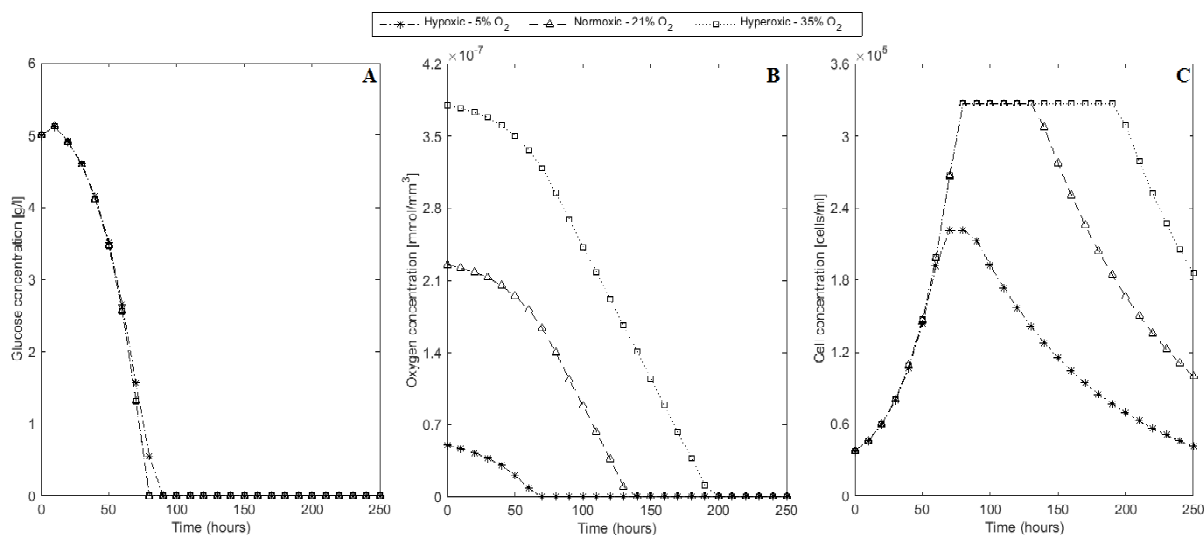 Hypoxic - 5% O2 Normoxic - 21% O2 Hyperoxic - 35% O2
A
Glucose concentration [g/l]
6
5
4
3
2
1
0
0 50 100 150 200 250
Time (hours)
×10-7
B
Oxygen concentration [mmol/mm3]
4.2
3.5
2.8
2.1
1.4
0.7
0
0 50 100 150 200 250
Time (hours)
×106
C
Cell concentration [cells/ml]
3.6
3
2.4
1.8
1.2
0.6
0
0 50 100 150 200 250
Time (hours)